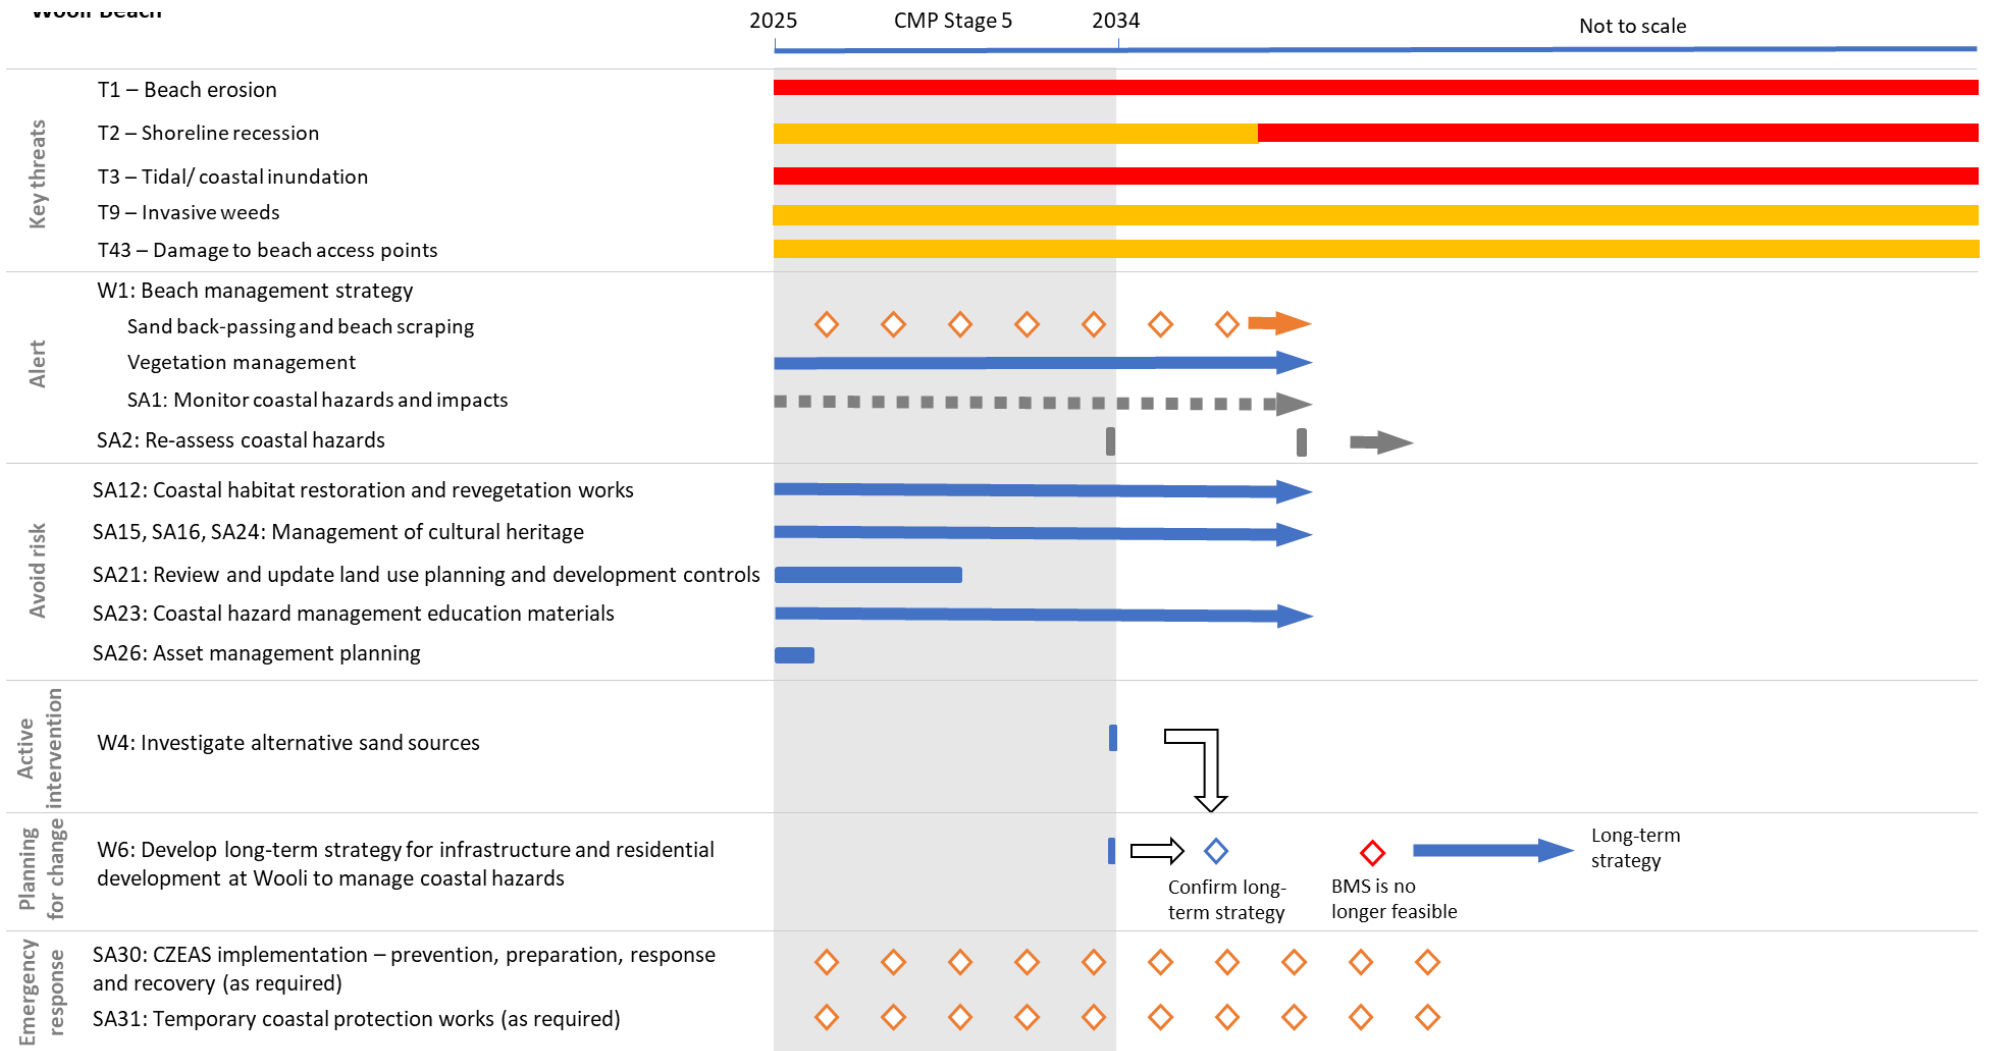 Wooli Beach
2025
CMP Stage 5
2034
Not to scale
Key threats
T1 – Beach erosion
T2 – Shoreline recession
T3 – Tidal/ coastal inundation
T9 – Invasive weeds
T43 – Damage to beach access points
Alert
W1: Beach management strategy
Sand back-passing and beach scraping
Vegetation management
SA1: Monitor coastal hazards and impacts
SA2: Re-assess coastal hazards
Avoid risk
SA12: Coastal habitat restoration and revegetation works
SA15, SA16, SA24: Management of cultural heritage
SA21: Review and update land use planning and development controls
SA23: Coastal hazard management education materials
SA26: Asset management planning
Active
intervention
W4: Investigate alternative sand sources
Planning
for change
W6: Develop long-term strategy for infrastructure and residential
development at Wooli to manage coastal hazards
Confirm long-
term strategy
BMS is no
longer feasible
Long-term
strategy
Emergency
response
SA30: CZEAS implementation – prevention, preparation, response
and recovery (as required)
SA31: Temporary coastal protection works (as required)